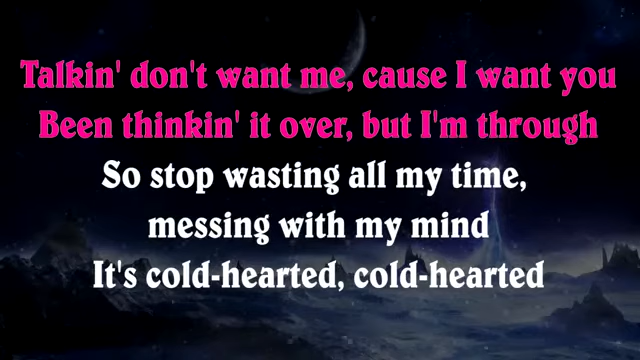 Talkin' don't want me, cause I want you
Been thinkin' it over, but I'm through
So stop wasting all my time,
messing with my mind
It's cold-hearted, cold-hearted